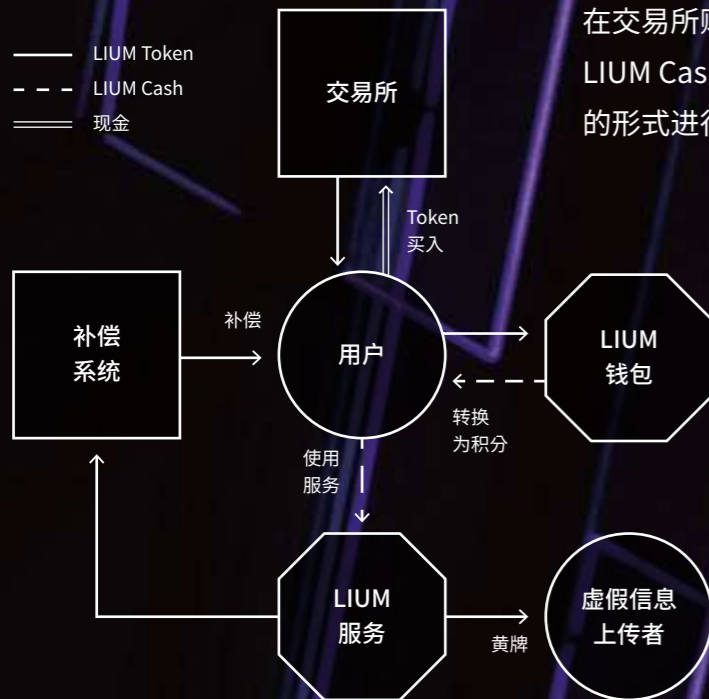 LIUM Token
LIUM Cash
现金
在交易所
LIUM Cas
的形式进
交易所
Token
买入
补偿
系统
补偿
用户
LIUM
钱包
转换
为积分
使用
服务
LIUM
服务
黄牌
虚假信息
上传者